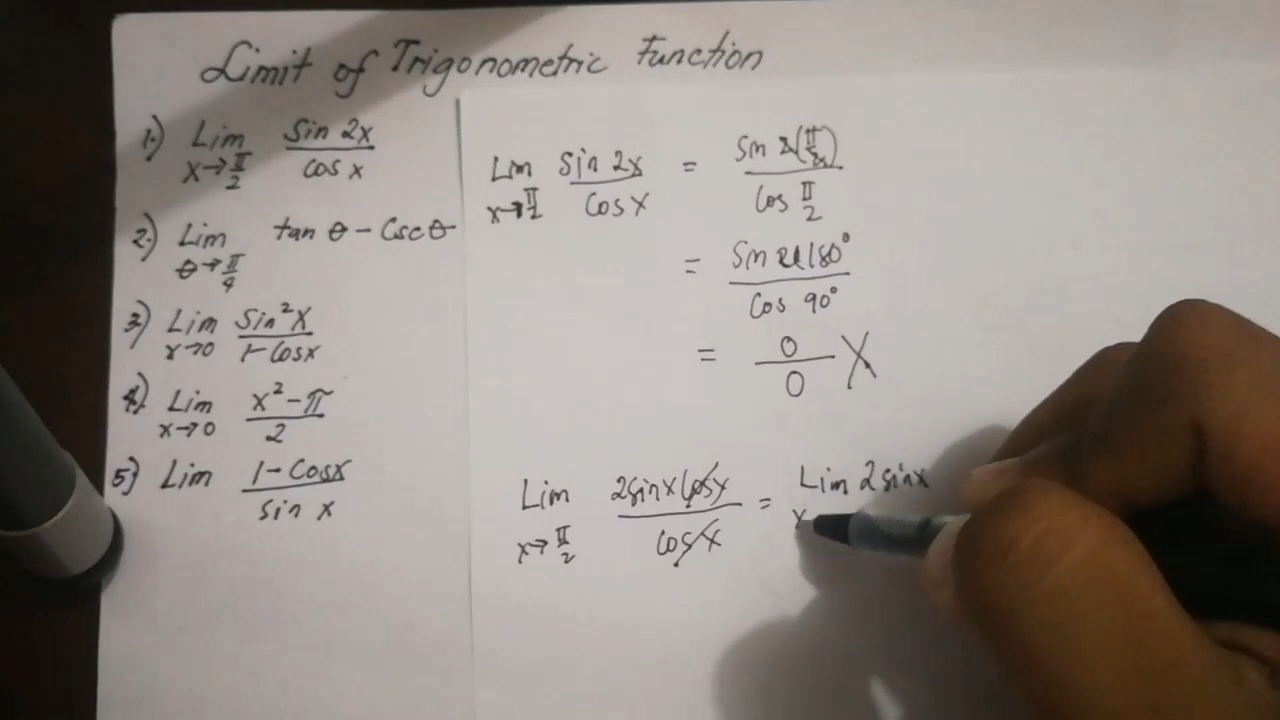 Limit of Trigonometric Function
1.) Lim x→π/2 Sin 2x / cos x
2.) Lim θ→π/4 tan θ - Csc θ
3) Lim x→0 Sin²x / 1-Cosx
4) Lim x→0 x²-π / 2
5) Lim 1-Cosx / sin x
Lim x→π/2 Sin 2x / Cos x = Sin 2(π/2) / Cos π/2
= Sin 180° / Cos 90°
= 0 / 0 X
Lim x→π/2 2sinx cosx / cosx = Lim 2sinx
x